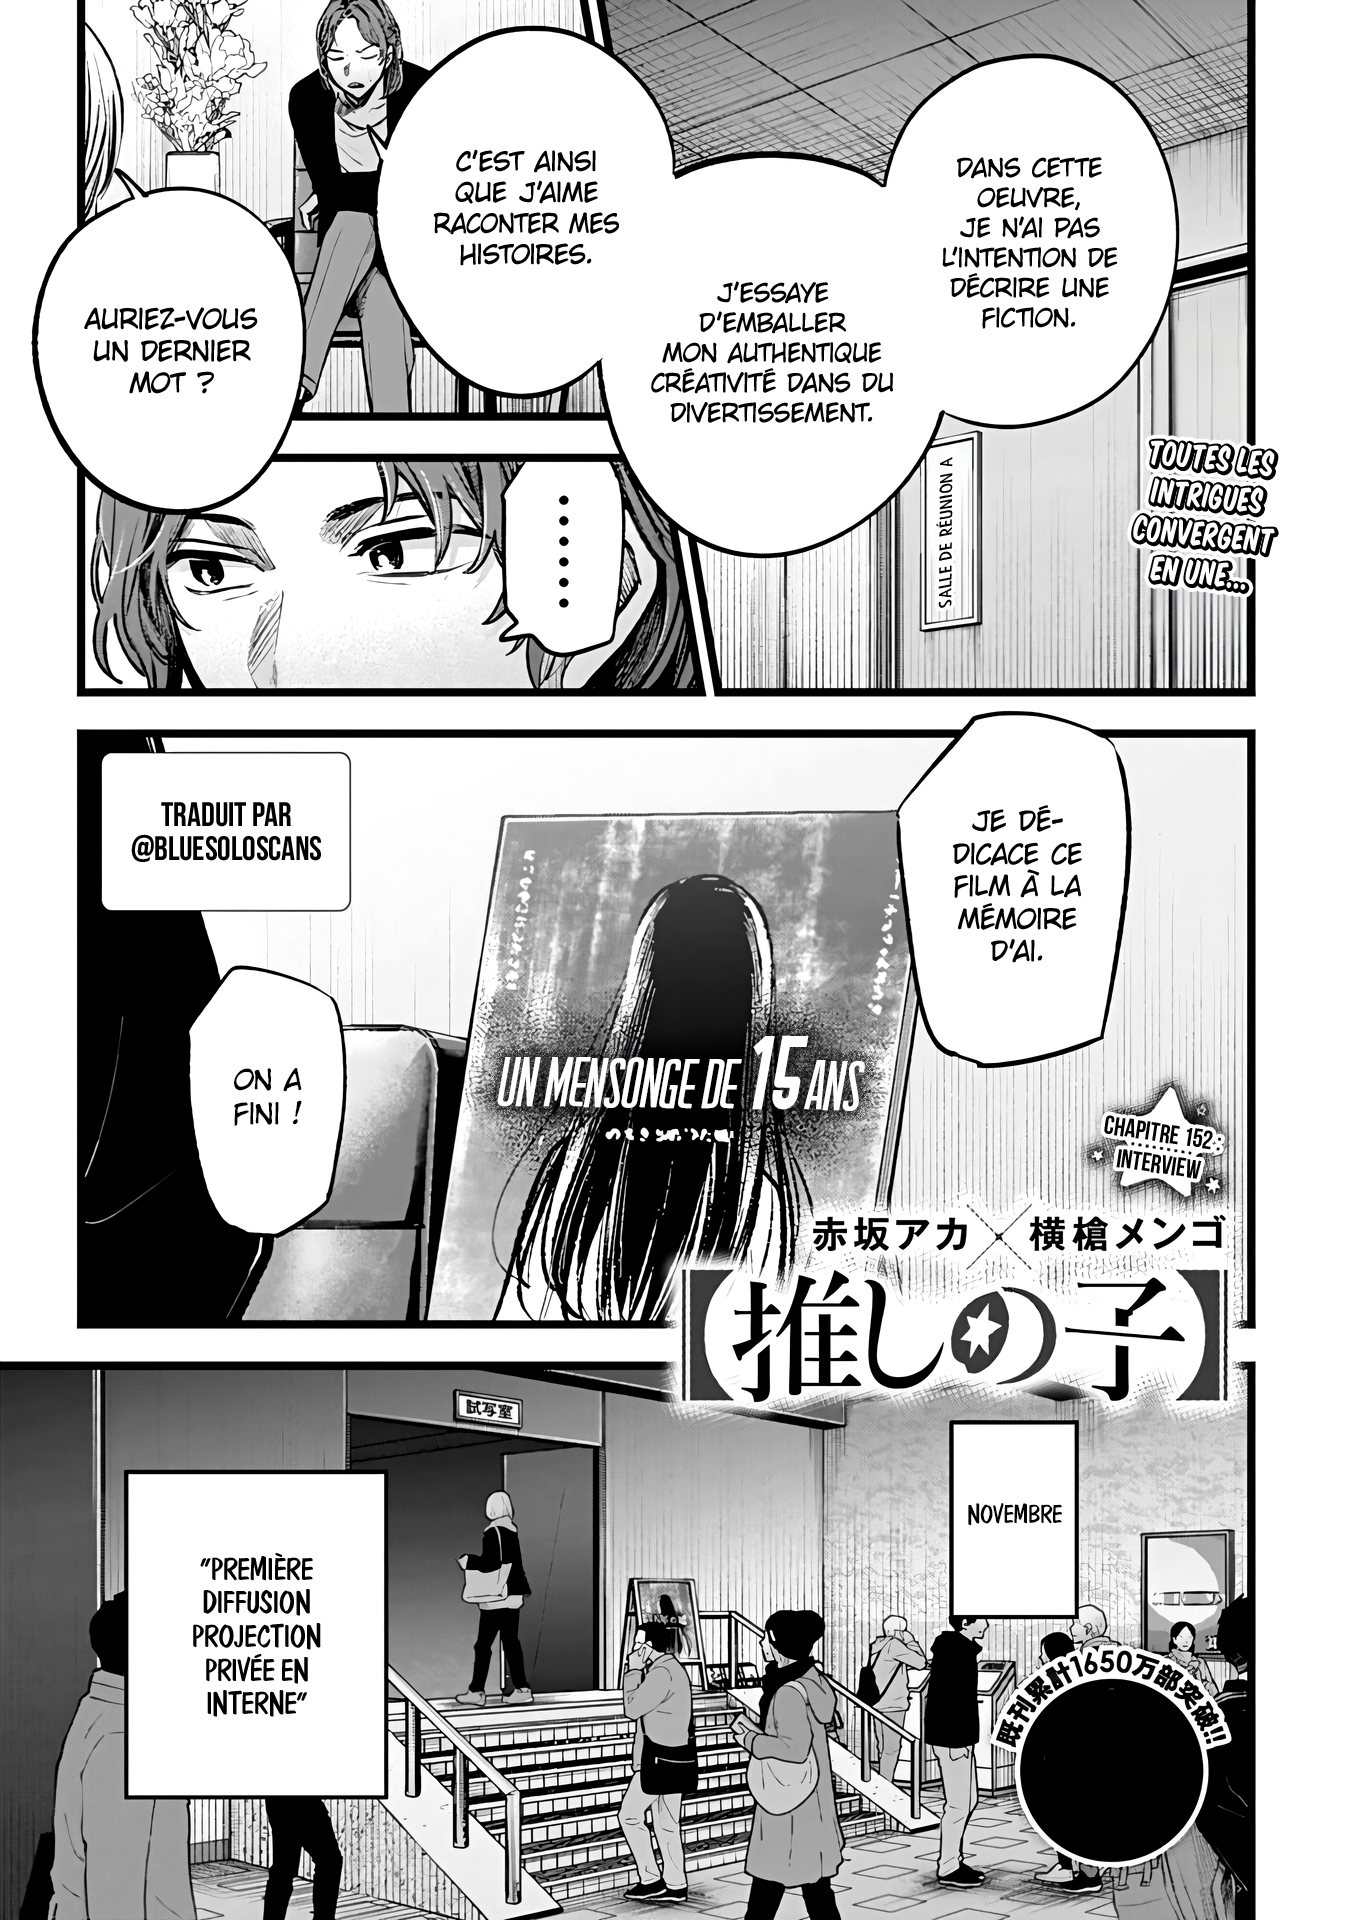 DANS CETTE
OEUVRE,
JE N'AI PAS
L'INTENTION DE
DÉCRIRE UNE
FICTION.
J'ESSAYE
D'EMBALLER
MON AUTHENTIQUE
CRÉATIVITÉ DANS DU
DIVERTISSEMENT.
C'EST AINSI
QUE J'AIME
RACONTER MES
HISTOIRES.
AURIEZ-VOUS
UN DERNIER
MOT ?
SALLE DE RÉUNION A
TOUTES LES
INTRIGUES
CONVERGENT
EN UNE...
......
JE DÉ-
DICACE CE
FILM À LA
MÉMOIRE
D'AI.
TRADUIT PAR
@BLUESOLOSCANS
ON A
FINI !
UN MENSONGE DE 15 ANS
CHAPITRE 152 :
INTERVIEW
赤坂アカ×横槍メンゴ
【推しの子】
試写室
NOVEMBRE
"PREMIÈRE
DIFFUSION
PROJECTION
PRIVÉE EN
INTERNE"
既刊累計1650万部突破!!